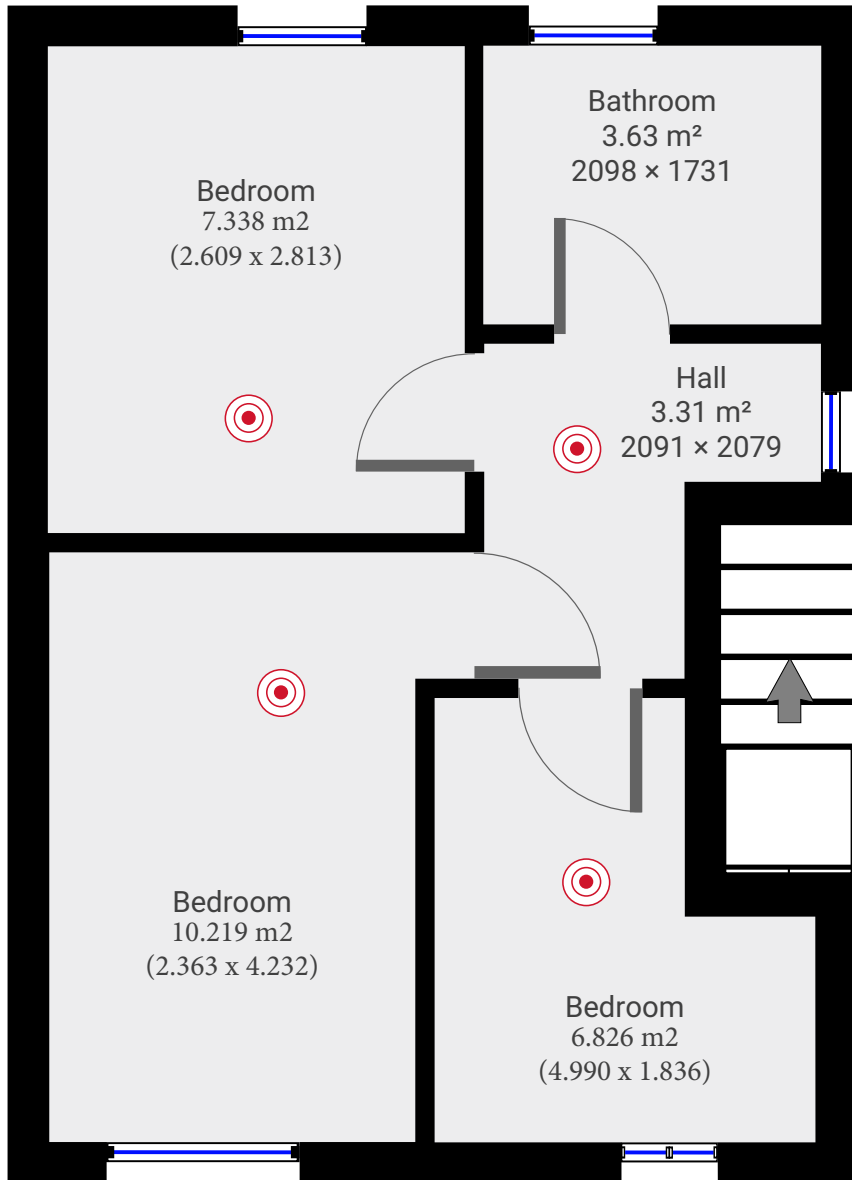 Bathroom
3.63 m²
2098 × 1731
Bedroom
7.338 m2
(2.609 x 2.813)
Hall
3.31 m²
2091 × 2079
Bedroom
10.219 m2
(2.363 x 4.232)
Bedroom
6.826 m2
(4.990 x 1.836)